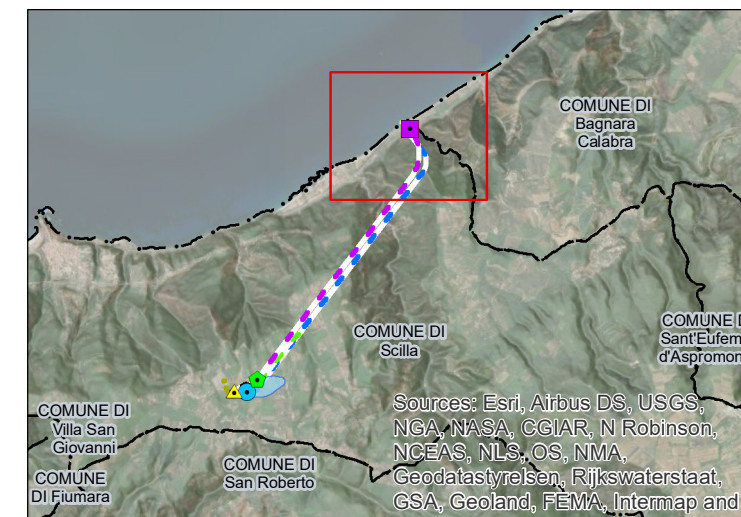 COMUNE DI
Bagnara
Calabra
COMUNE DI
Scilla
COMUNE D
Sant'Eufem
d'Aspromon
COMUNE DI
Villa San
Giovanni
COMUNE
DI Fiumara
COMUNE DI
San Roberto
Sources: Esri, Airbus DS, USGS,
NGA, NASA, CGIAR, N Robinson,
NCEAS, NLS, OS, NMA,
Geodatastyrelsen, Rijkswaterstaat,
GSA, Geoland, FEMA, Intermap and